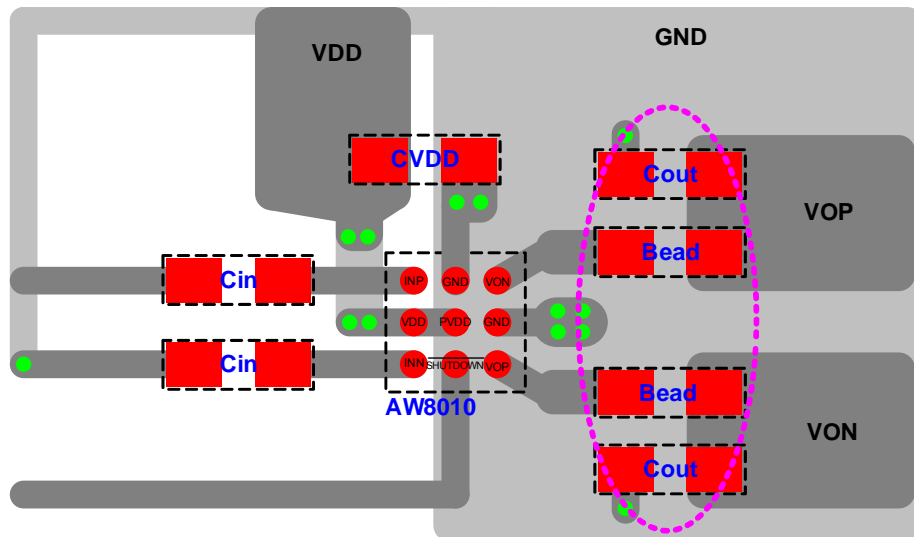 VDD
GND
CVDD
Cout
VOP
Bead
Cin
INP
GND
VON
VDD
PVDD
GND
Cin
INN
SHUTDOWN
VOP
Bead
AW8010
VON
Cout